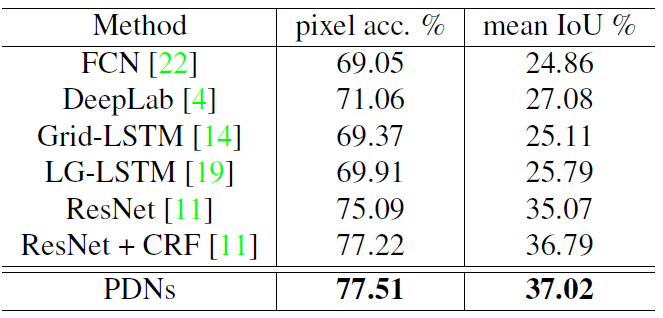 Method pixel acc. % mean IoU %
FCN [22] 69.05 24.86
DeepLab [4] 71.06 27.08
Grid-LSTM [14] 69.37 25.11
LG-LSTM [19] 69.91 25.79
ResNet [11] 75.09 35.07
ResNet + CRF [11] 77.22 36.79
PDNs 77.51 37.02